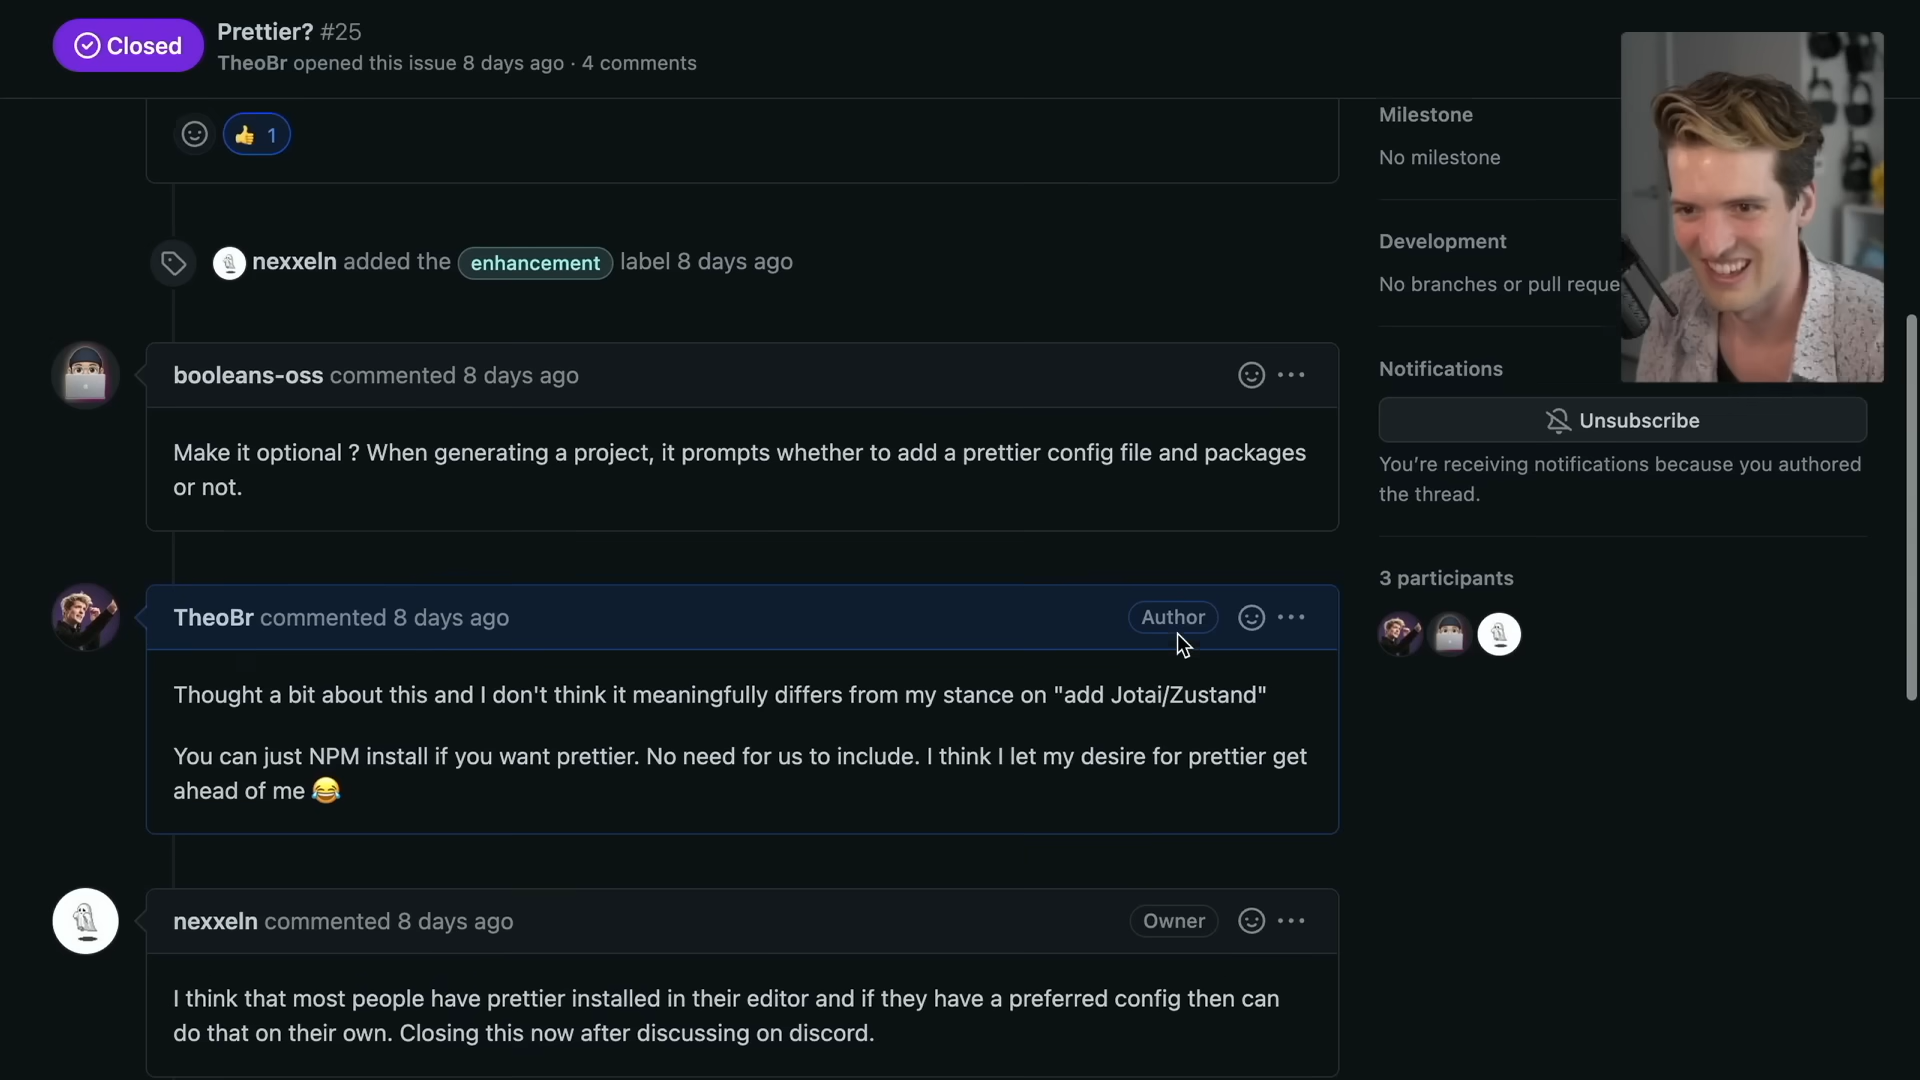 Closed
Prettier? #25
TheoBr opened this issue 8 days ago · 4 comments
👍 1
nexxeln added the enhancement label 8 days ago
booleans-oss commented 8 days ago
Make it optional ? When generating a project, it prompts whether to add a prettier config file and packages
or not.
TheoBr commented 8 days ago
Author
Thought a bit about this and I don't think it meaningfully differs from my stance on "add Jotai/Zustand"
You can just NPM install if you want prettier. No need for us to include. I think I let my desire for prettier get
ahead of me 😂
nexxeln commented 8 days ago
Owner
I think that most people have prettier installed in their editor and if they have a preferred config then can
do that on their own. Closing this now after discussing on discord.
Milestone
No milestone
Development
No branches or pull reque
Notifications
Unsubscribe
You're receiving notifications because you authored
the thread.
3 participants